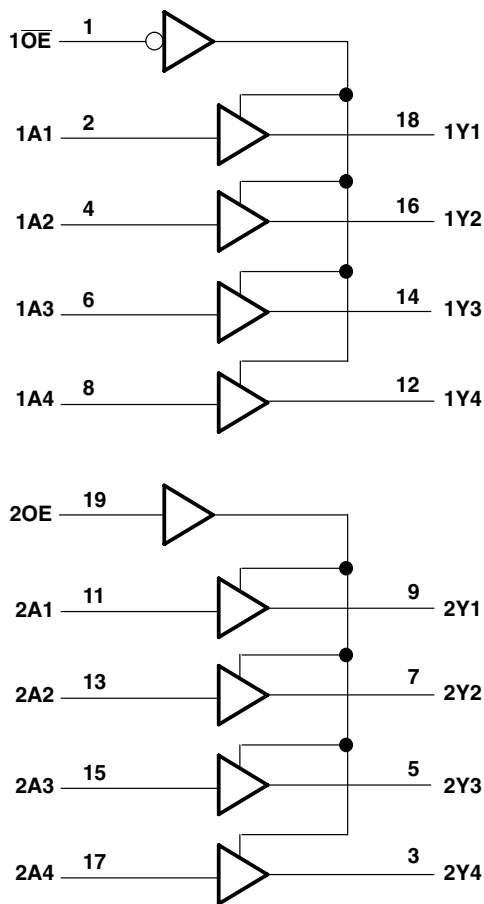 1O̅E̅ 1
1A1 2 18 1Y1
1A2 4 16 1Y2
1A3 6 14 1Y3
1A4 8 12 1Y4
2OE 19
2A1 11 9 2Y1
2A2 13 7 2Y2
2A3 15 5 2Y3
2A4 17 3 2Y4